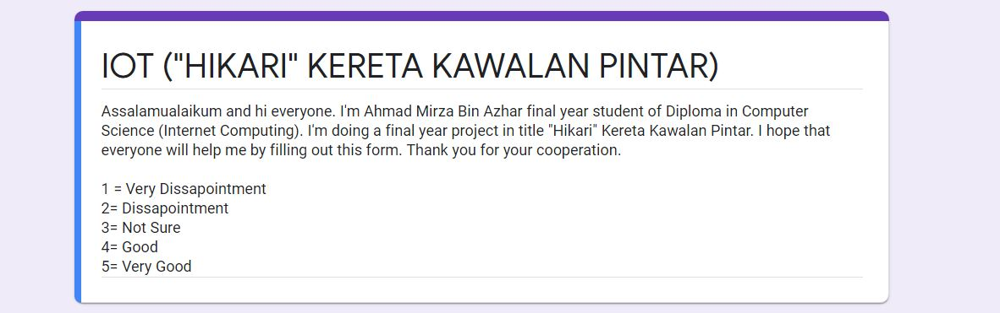 IOT ("HIKARI" KERETA KAWALAN PINTAR)
Assalamualaikum and hi everyone. I'm Ahmad Mirza Bin Azhar final year student of Diploma in Computer
Science (Internet Computing). I'm doing a final year project in title "Hikari" Kereta Kawalan Pintar. I hope that
everyone will help me by filling out this form. Thank you for your cooperation.
1 = Very Dissapointment
2= Dissapointment
3= Not Sure
4= Good
5= Very Good